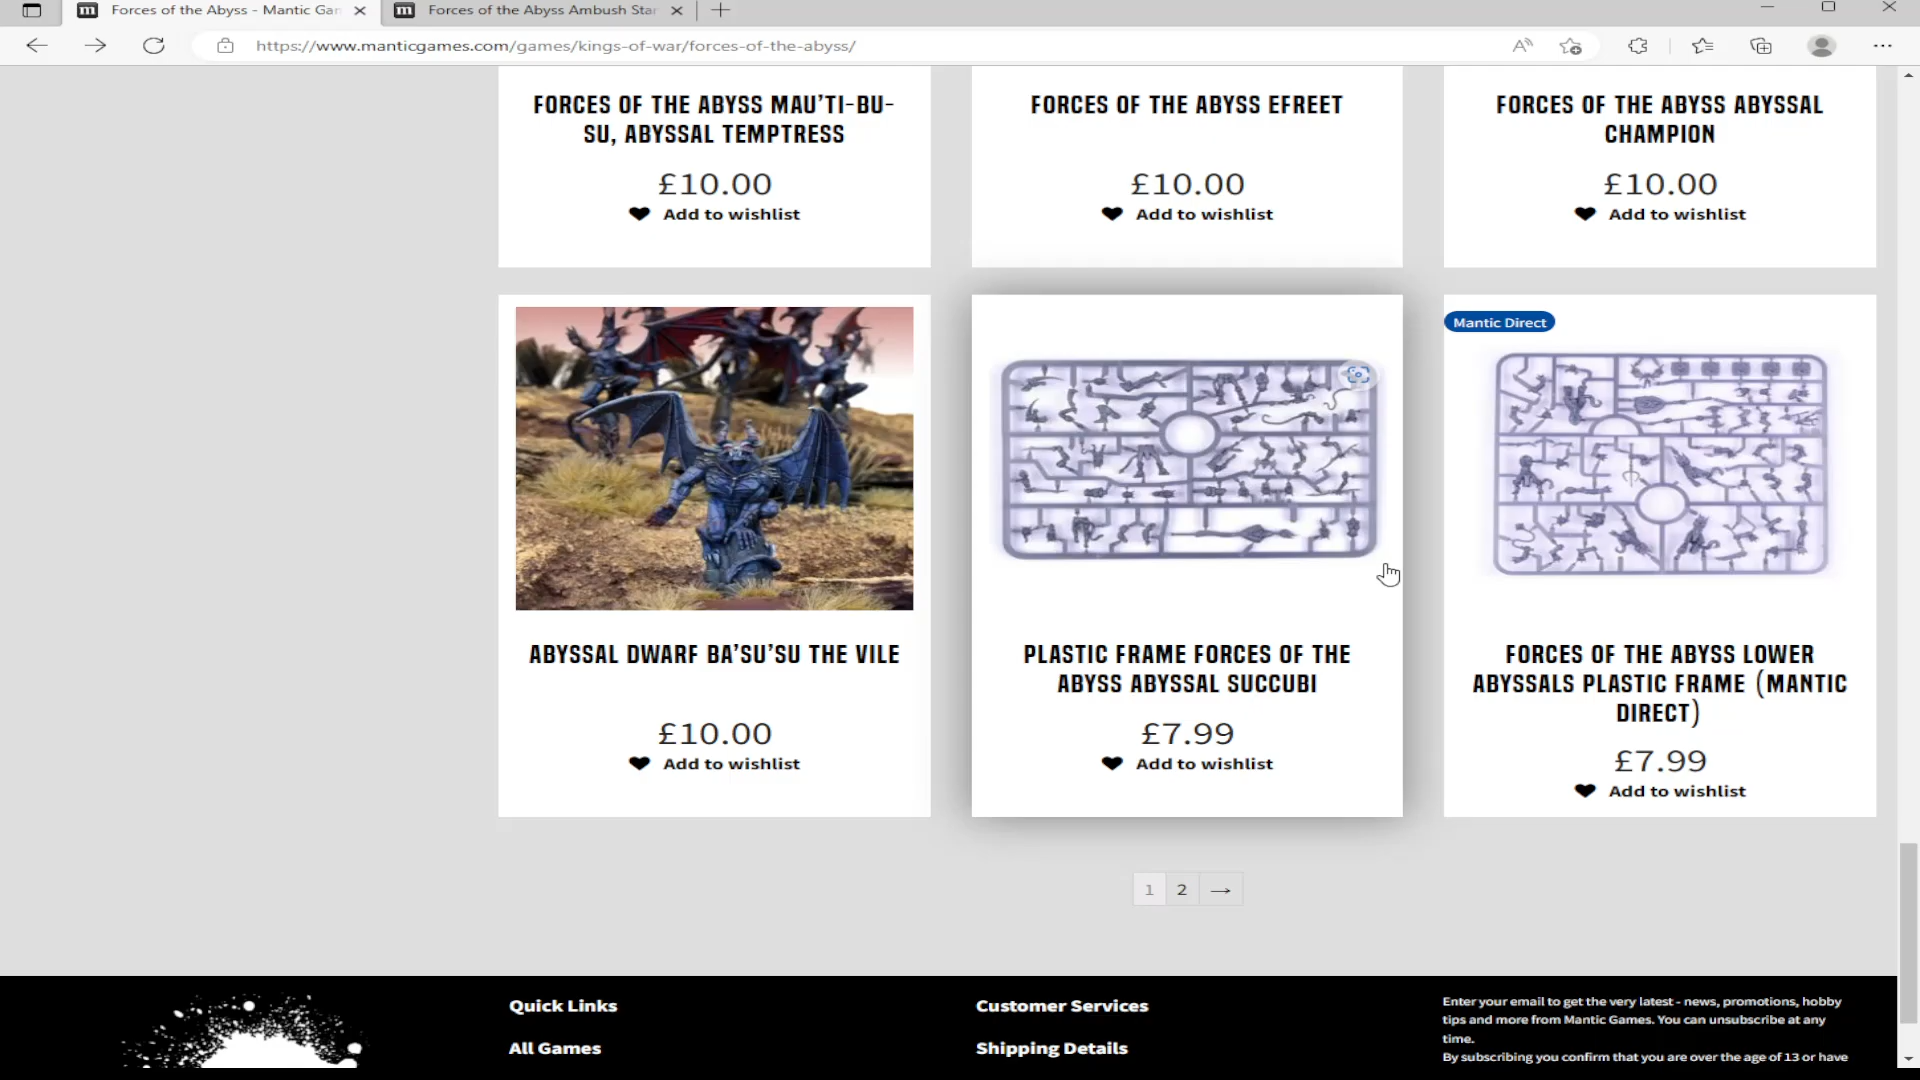 Forces of the Abyss - Mantic Gar
Forces of the Abyss Ambush Star
https://www.manticgames.com/games/kings-of-war/forces-of-the-abyss/
FORCES OF THE ABYSS MAU'TI-BU-
SU, ABYSSAL TEMPTRESS
£10.00
Add to wishlist
FORCES OF THE ABYSS EFREET
£10.00
Add to wishlist
FORCES OF THE ABYSS ABYSSAL
CHAMPION
£10.00
Add to wishlist
ABYSSAL DWARF BA'SU'SU THE VILE
£10.00
Add to wishlist
PLASTIC FRAME FORCES OF THE
ABYSS ABYSSAL SUCCUBI
£7.99
Add to wishlist
Mantic Direct
FORCES OF THE ABYSS LOWER
ABYSSALS PLASTIC FRAME (MANTIC
DIRECT)
£7.99
Add to wishlist
1 2 →
Quick Links
All Games
Customer Services
Shipping Details
Enter your email to get the very latest - news, promotions, hobby
tips and more from Mantic Games. You can unsubscribe at any
time.
By subscribing you confirm that you are over the age of 13 or have